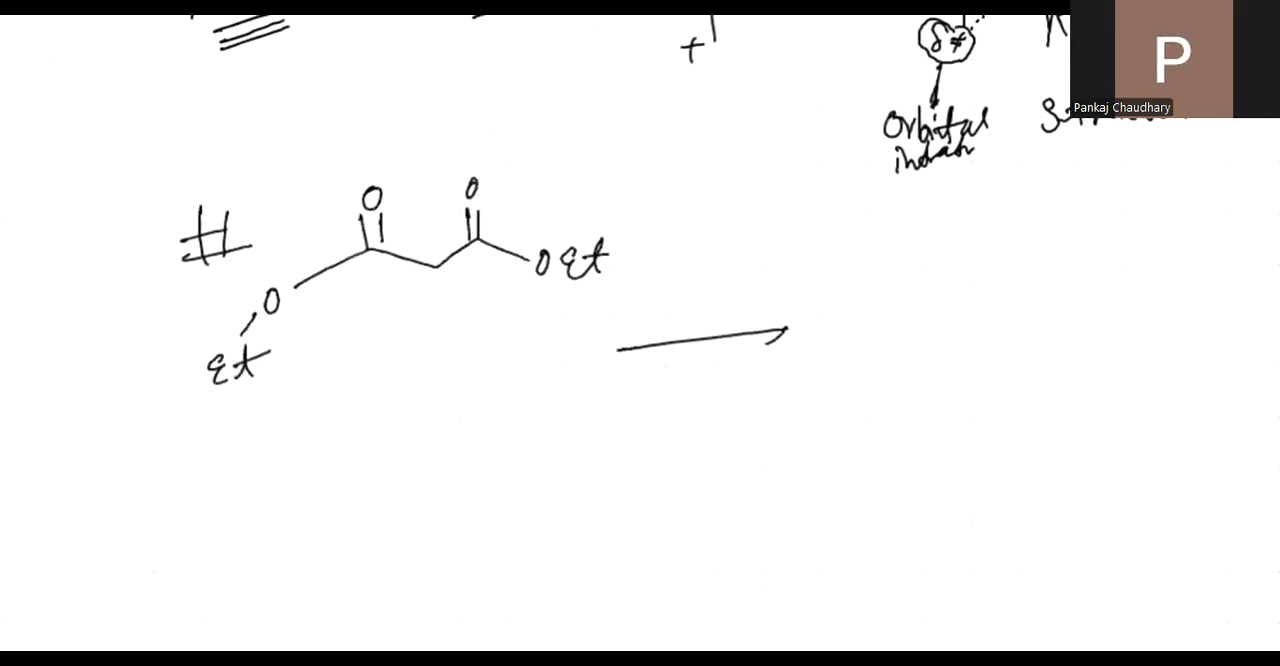 +
δ*
P
Pankaj Chaudhary
Orbital
#
O
O
O
OEt
Et